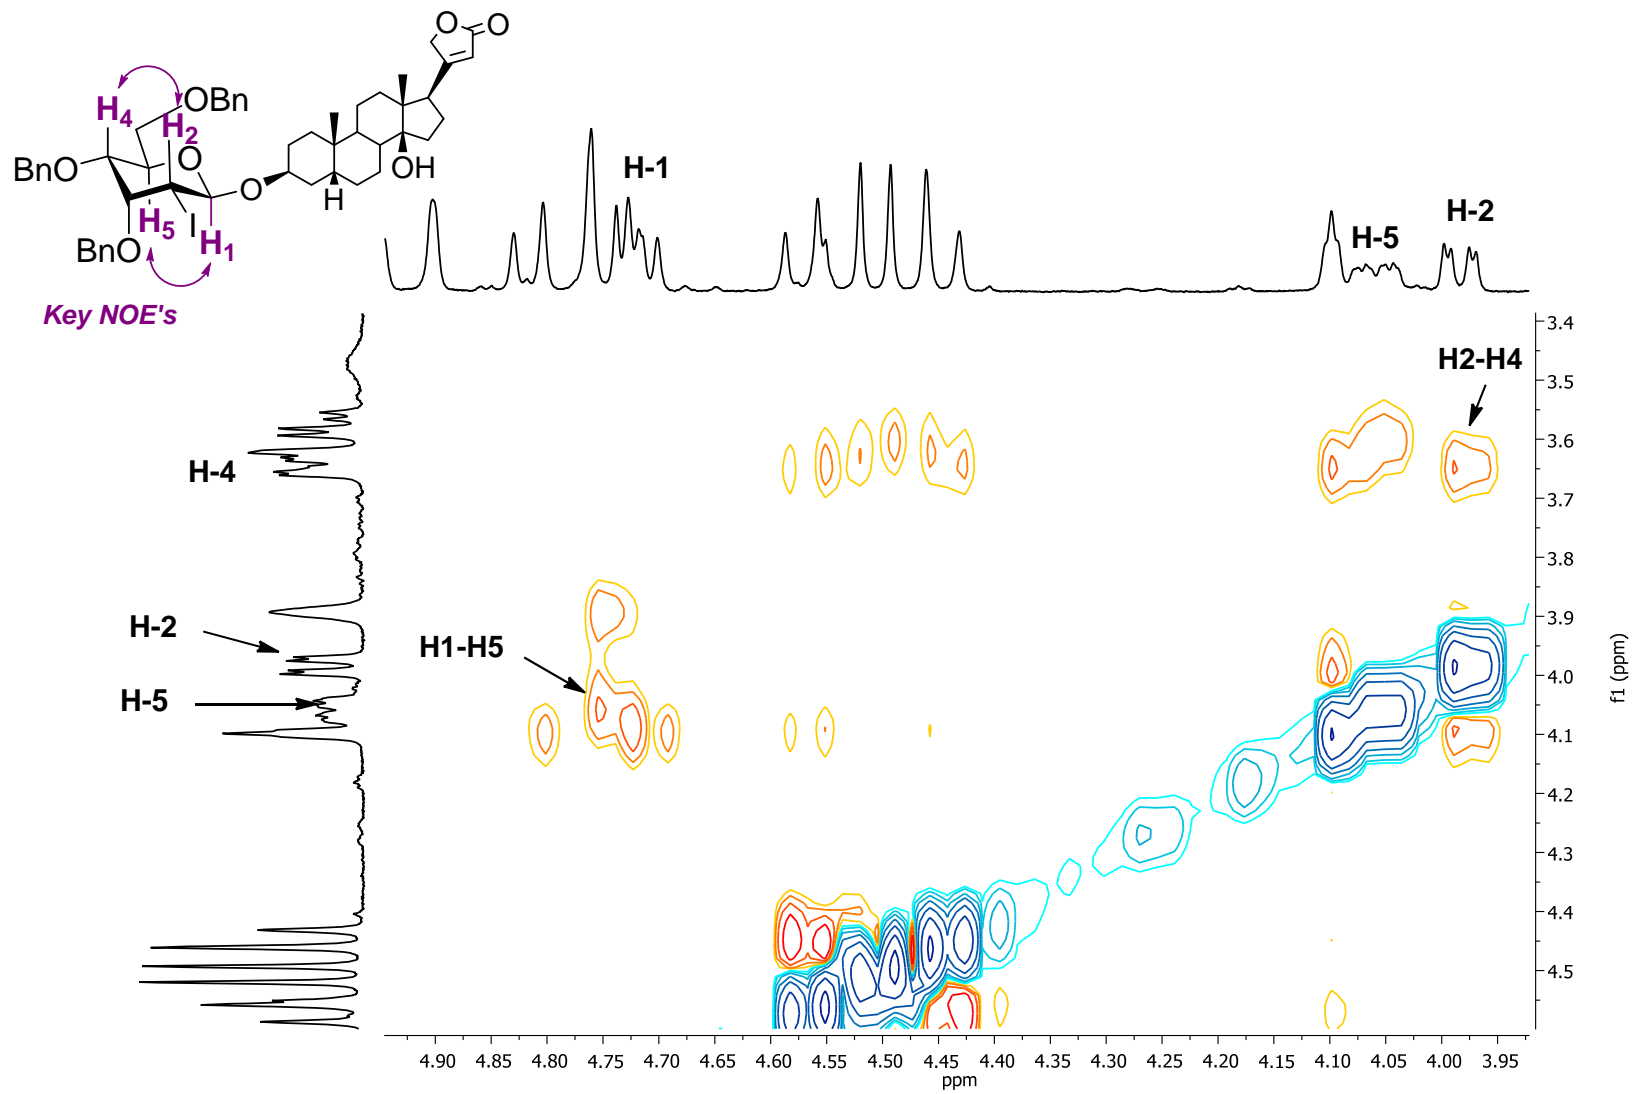 O
O
OBn
H4
H2
O
BnO
O
OH
H
H5
I
H1
BnO
Key NOE's
H-1
H-5
H-2
H-4
H-2
H-5
H2-H4
H1-H5
3.4
3.5
3.6
3.7
3.8
3.9
4.0
4.1
4.2
4.3
4.4
4.5
f1 (ppm)
4.90 4.85 4.80 4.75 4.70 4.65 4.60 4.55 4.50 4.45 4.40 4.35 4.30 4.25 4.20 4.15 4.10 4.05 4.00 3.95
ppm